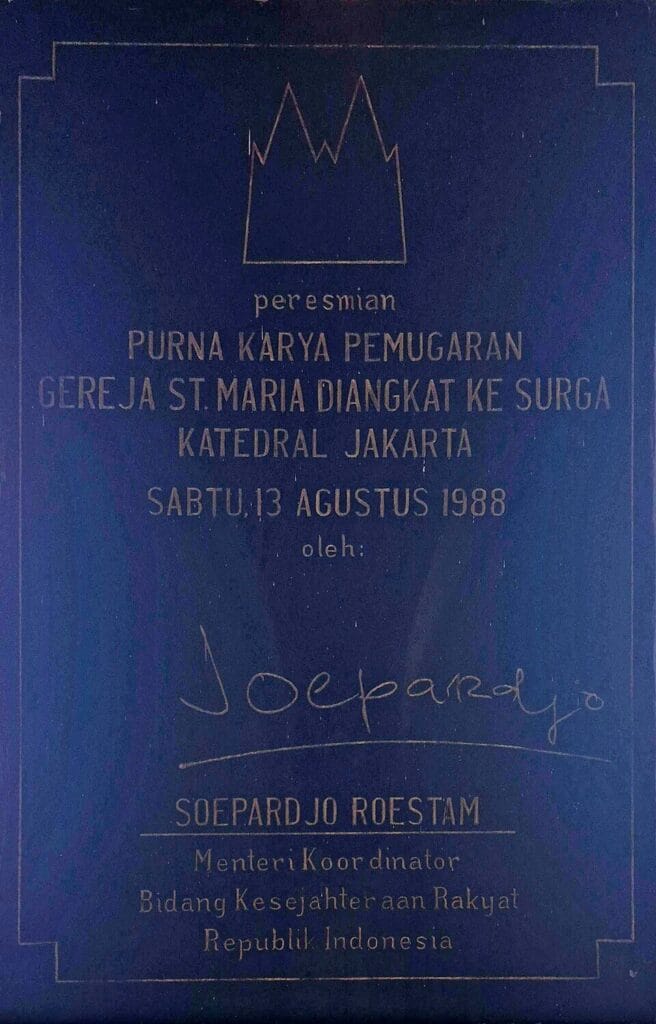 peresmian
PURNA KARYA PEMUGARAN
GEREJA ST. MARIA DIANGKAT KE SURGA
KATEDRAL JAKARTA
SABTU, 13 AGUSTUS 1988
oleh:
Soepardjo
SOEPARDJO ROESTAM
Menteri Koordinator
Bidang Kesejahteraan Rakyat
Republik Indonesia